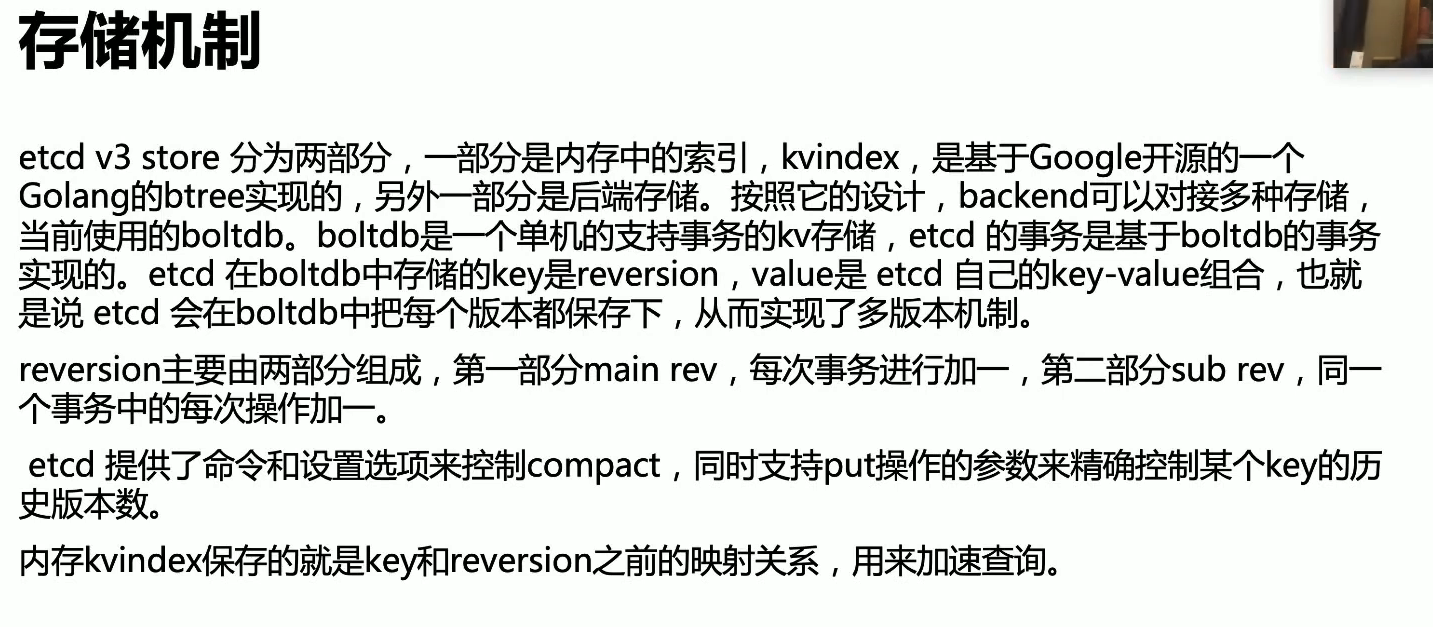 存储机制
etcd v3 store 分为两部分，一部分是内存中的索引，kvindex，是基于Google开源的一个
Golang的btree实现的，另外一部分是后端存储。按照它的设计，backend可以对接多种存储，
当前使用的boltdb。boltdb是一个单机的支持事务的kv存储，etcd 的事务是基于boltdb的事务
实现的。etcd 在boltdb中存储的key是reversion，value是 etcd 自己的key-value组合，也就
是说 etcd 会在boltdb中把每个版本都保存下，从而实现了多版本机制。
reversion主要由两部分组成，第一部分main rev，每次事务进行加一，第二部分sub rev，同一
个事务中的每次操作加一。
etcd 提供了命令和设置选项来控制compact，同时支持put操作的参数来精确控制某个key的历
史版本数。
内存kvindex保存的就是key和reversion之前的映射关系，用来加速查询。